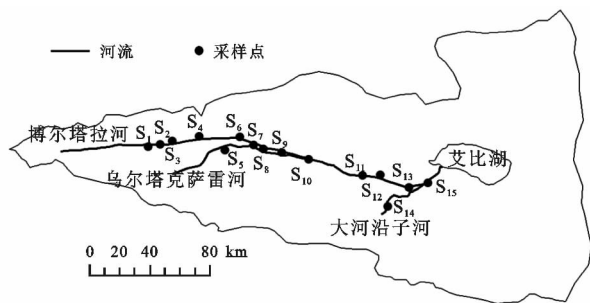 河流 采样点
博尔塔拉河
S1 S2 S3 S4 S6 S7 S9
S5 S8 S10
乌尔塔克萨雷河
S11 S13 艾比湖
S12 S15
S14
大河沿子河
0 20 40 80 km